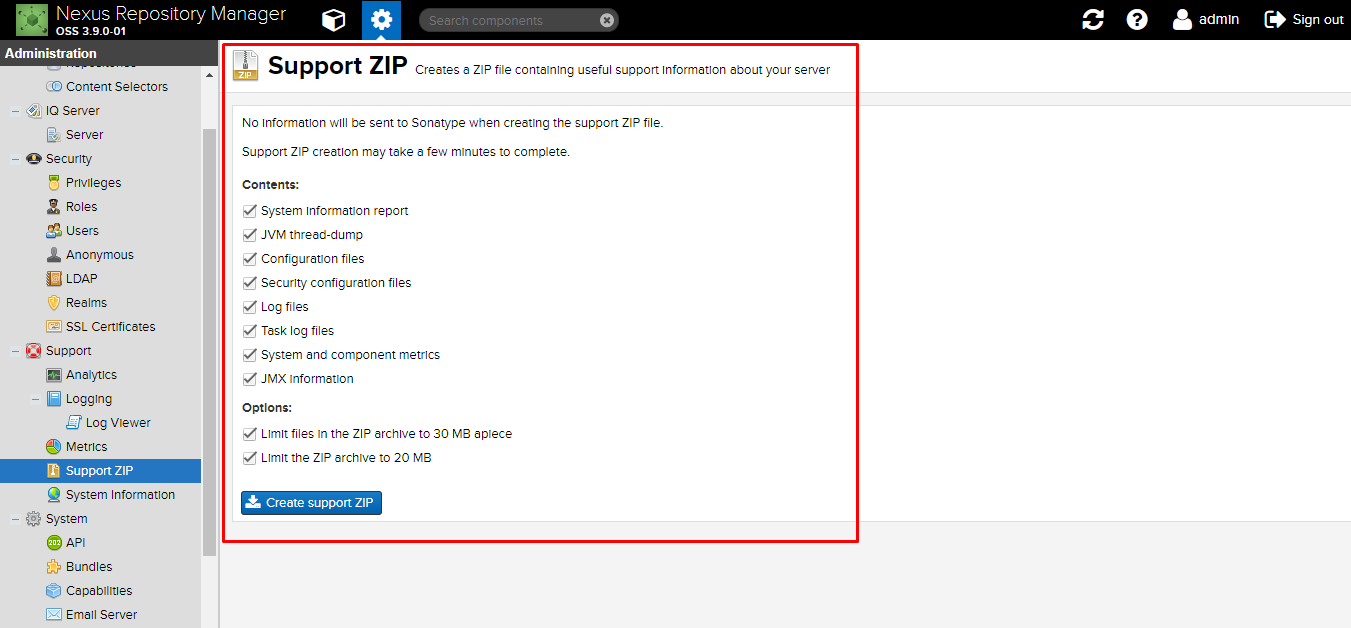 Nexus Repository Manager
OSS 3.9.0-01
Search components
admin
Sign out
Administration
Repositories
Content Selectors
IQ Server
Server
Security
Privileges
Roles
Users
Anonymous
LDAP
Realms
SSL Certificates
Support
Analytics
Logging
Log Viewer
Metrics
Support ZIP
System Information
System
202 API
Bundles
Capabilities
Email Server
ZIP
Support ZIP Creates a ZIP file containing useful support information about your server
No information will be sent to Sonatype when creating the support ZIP file.
Support ZIP creation may take a few minutes to complete.
Contents:
System information report
JVM thread-dump
Configuration files
Security configuration files
Log files
Task log files
System and component metrics
JMX information
Options:
Limit files in the ZIP archive to 30 MB apiece
Limit the ZIP archive to 20 MB
Create support ZIP